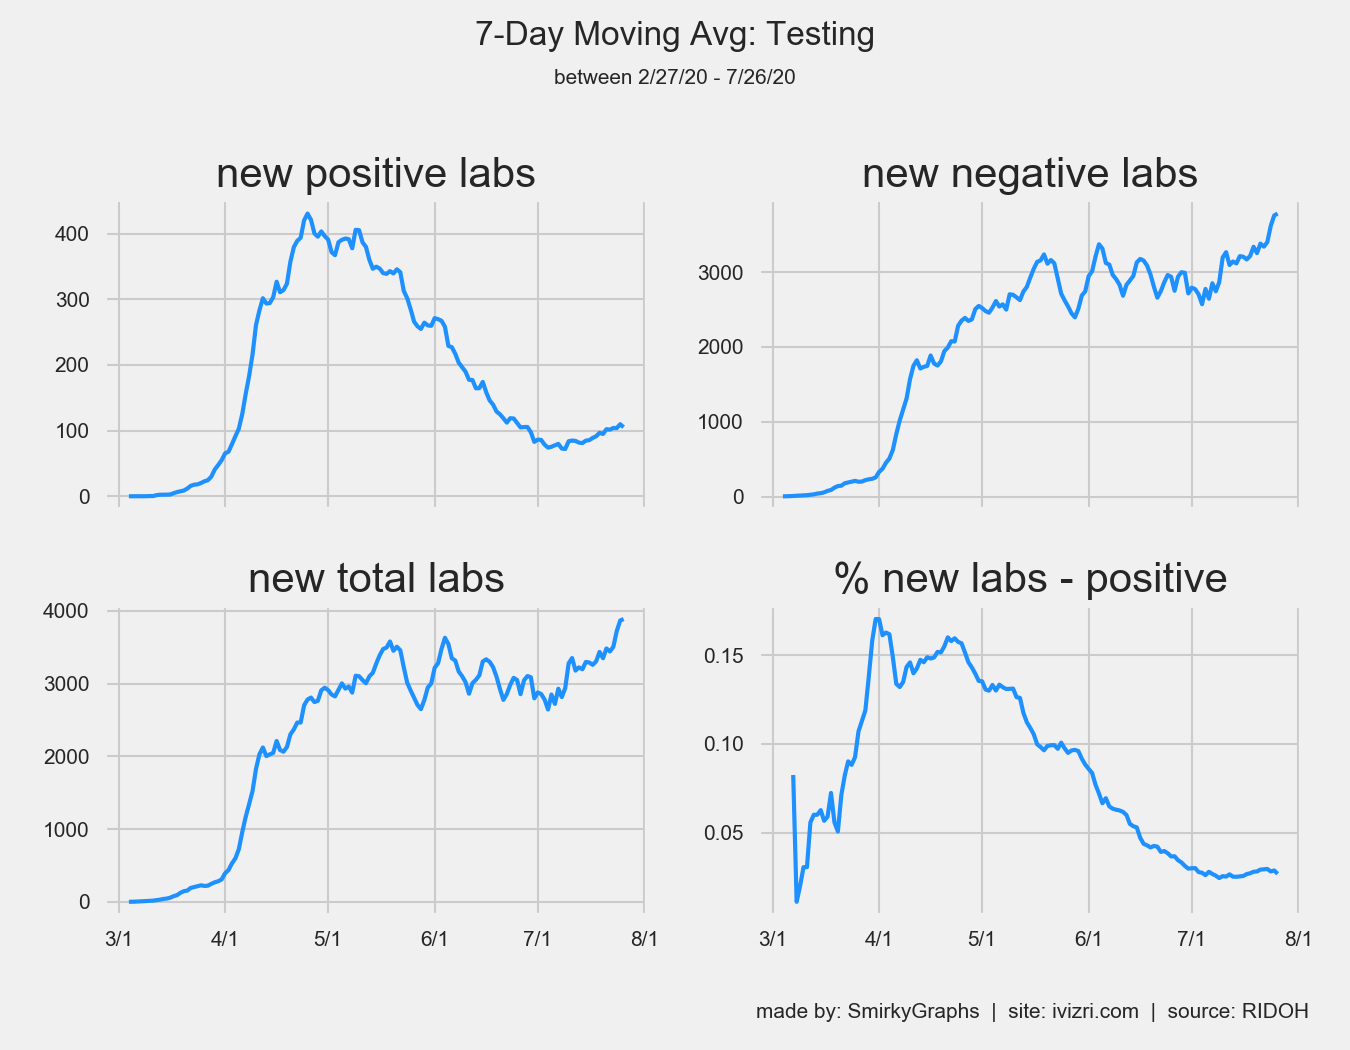 7-Day Moving Avg: Testing
between 2/27/20 - 7/26/20
new positive labs
400
300
200
100
0
new negative labs
3000
2000
1000
0
new total labs
4000
3000
2000
1000
0
3/1 4/1 5/1 6/1 7/1 8/1
% new labs - positive
0.15
0.10
0.05
3/1 4/1 5/1 6/1 7/1 8/1
made by: SmirkyGraphs | site: ivizri.com | source: RIDOH